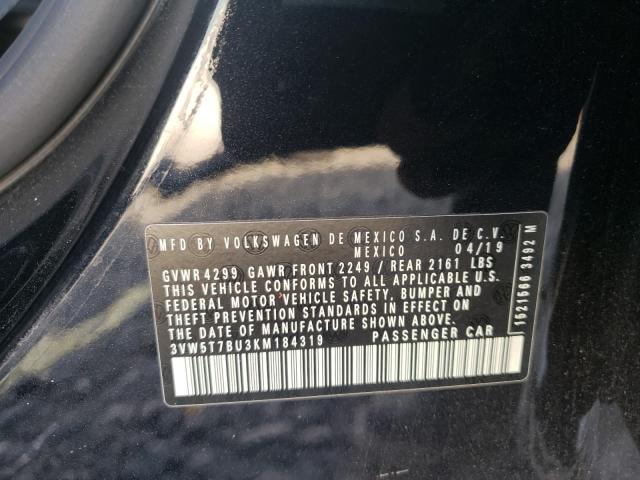 MFD BY VOLKSWAGEN DE MEXICO S.A. DE C.V.
MEXICO 04/19
GVWR 4299 GAWR FRONT 2249 / REAR 2161 LBS
THIS VEHICLE CONFORMS TO ALL APPLICABLE U.S.
FEDERAL MOTOR VEHICLE SAFETY, BUMPER AND
THEFT PREVENTION STANDARDS IN EFFECT ON
THE DATE OF MANUFACTURE SHOWN ABOVE.
3VW5T7BU3KM184319 PASSENGER CAR
1921566 3492 M